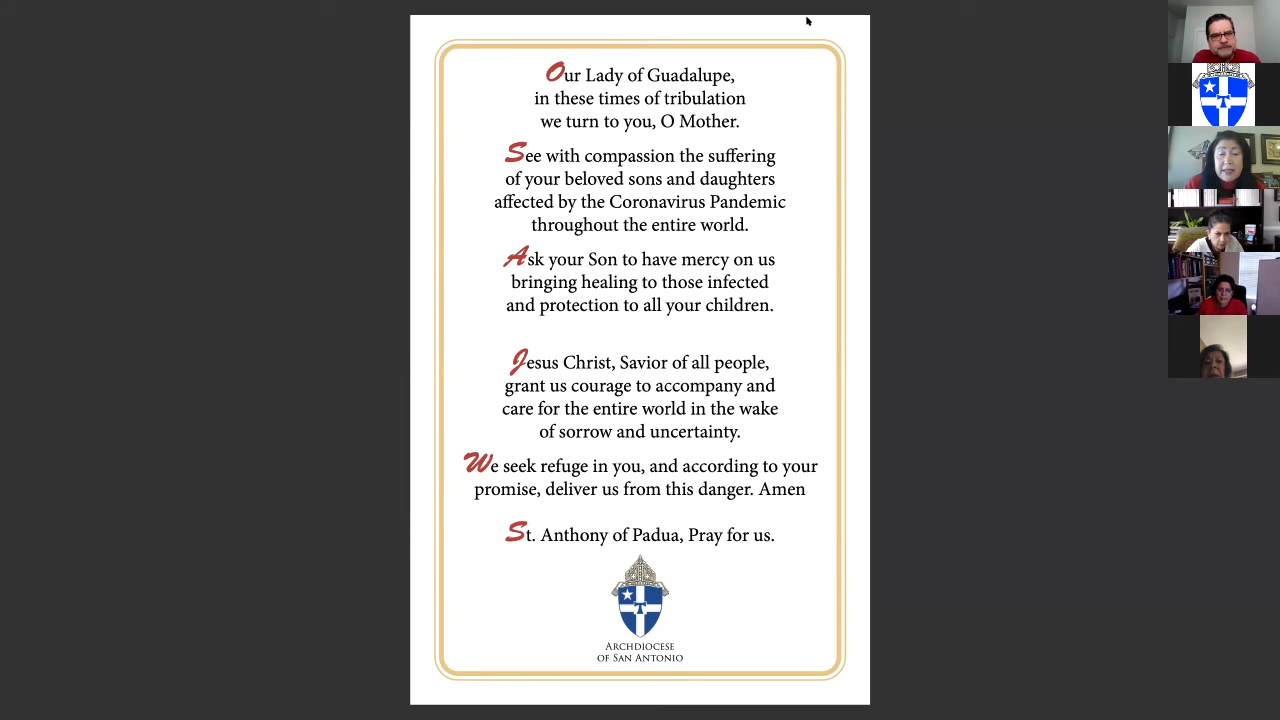 Our Lady of Guadalupe,
in these times of tribulation
we turn to you, O Mother.
See with compassion the suffering
of your beloved sons and daughters
affected by the Coronavirus Pandemic
throughout the entire world.
Ask your Son to have mercy on us
bringing healing to those infected
and protection to all your children.
Jesus Christ, Savior of all people,
grant us courage to accompany and
care for the entire world in the wake
of sorrow and uncertainty.
We seek refuge in you, and according to your
promise, deliver us from this danger. Amen
St. Anthony of Padua, Pray for us.
ARCHDIOCESE
OF SAN ANTONIO